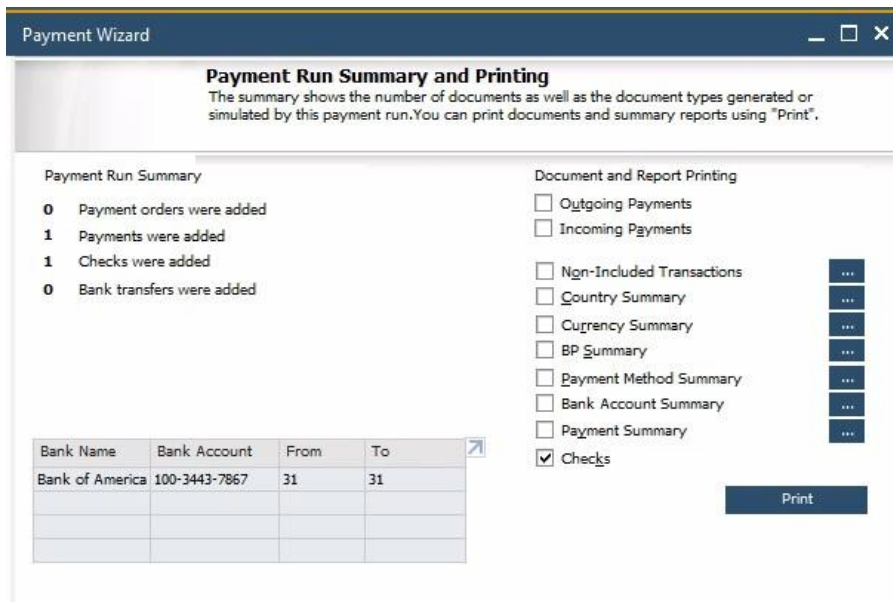 Payment Wizard
Payment Run Summary and Printing
The summary shows the number of documents as well as the document types generated or
simulated by this payment run.You can print documents and summary reports using "Print".
Payment Run Summary
0 Payment orders were added
1 Payments were added
1 Checks were added
0 Bank transfers were added
Bank Name Bank Account From To
Bank of America 100-3443-7867 31 31
Document and Report Printing
Outgoing Payments
Incoming Payments
Non-Included Transactions ...
Country Summary ...
Currency Summary ...
BP Summary ...
Payment Method Summary ...
Bank Account Summary ...
Payment Summary ...
Checks
Print